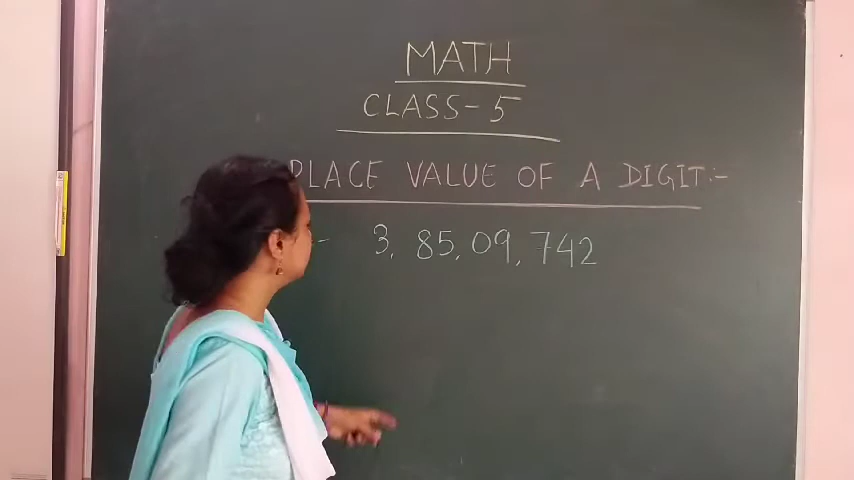 MATH
CLASS-5
PLACE VALUE OF A DIGIT:-
- 3, 85, 09, 742